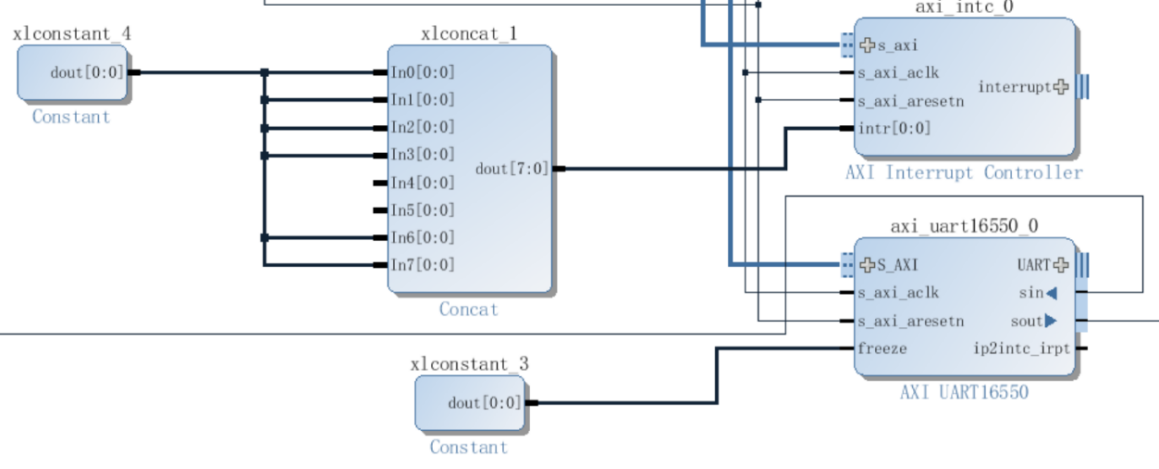 xlconstant_4
dout[0:0]
Constant
xlconcat_1
In0[0:0]
In1[0:0]
In2[0:0]
In3[0:0]
In4[0:0]
In5[0:0]
In6[0:0]
In7[0:0]
dout[7:0]
Concat
axi_intc_0
s_axi
s_axi_aclk
s_axi_aresetn
intr[0:0]
interrupt
AXI Interrupt Controller
axi_uart16550_0
S_AXI
s_axi_aclk
s_axi_aresetn
freeze
UART
sin
sout
ip2intc_irpt
AXI UART16550
xlconstant_3
dout[0:0]
Constant